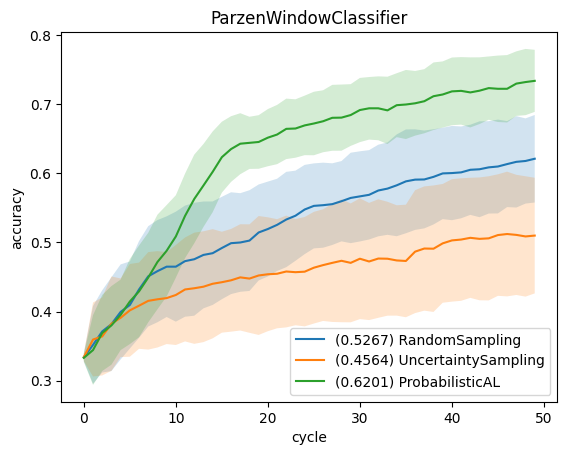 ParzenWindowClassifier
accuracy
0.8
0.7
0.6
0.5
0.4
0.3
(0.5267) RandomSampling
(0.4564) UncertaintySampling
(0.6201) ProbabilisticAL
0 10 20 30 40 50
cycle